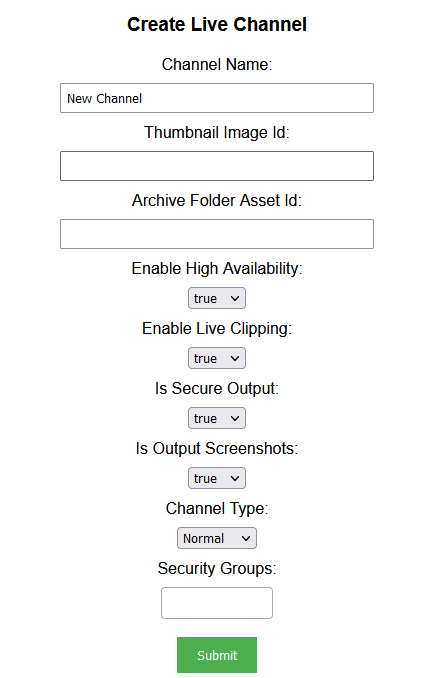 Create Live Channel
Channel Name:
New Channel
Thumbnail Image Id:
Archive Folder Asset Id:
Enable High Availability:
true
Enable Live Clipping:
true
Is Secure Output:
true
Is Output Screenshots:
true
Channel Type:
Normal
Security Groups:
Submit